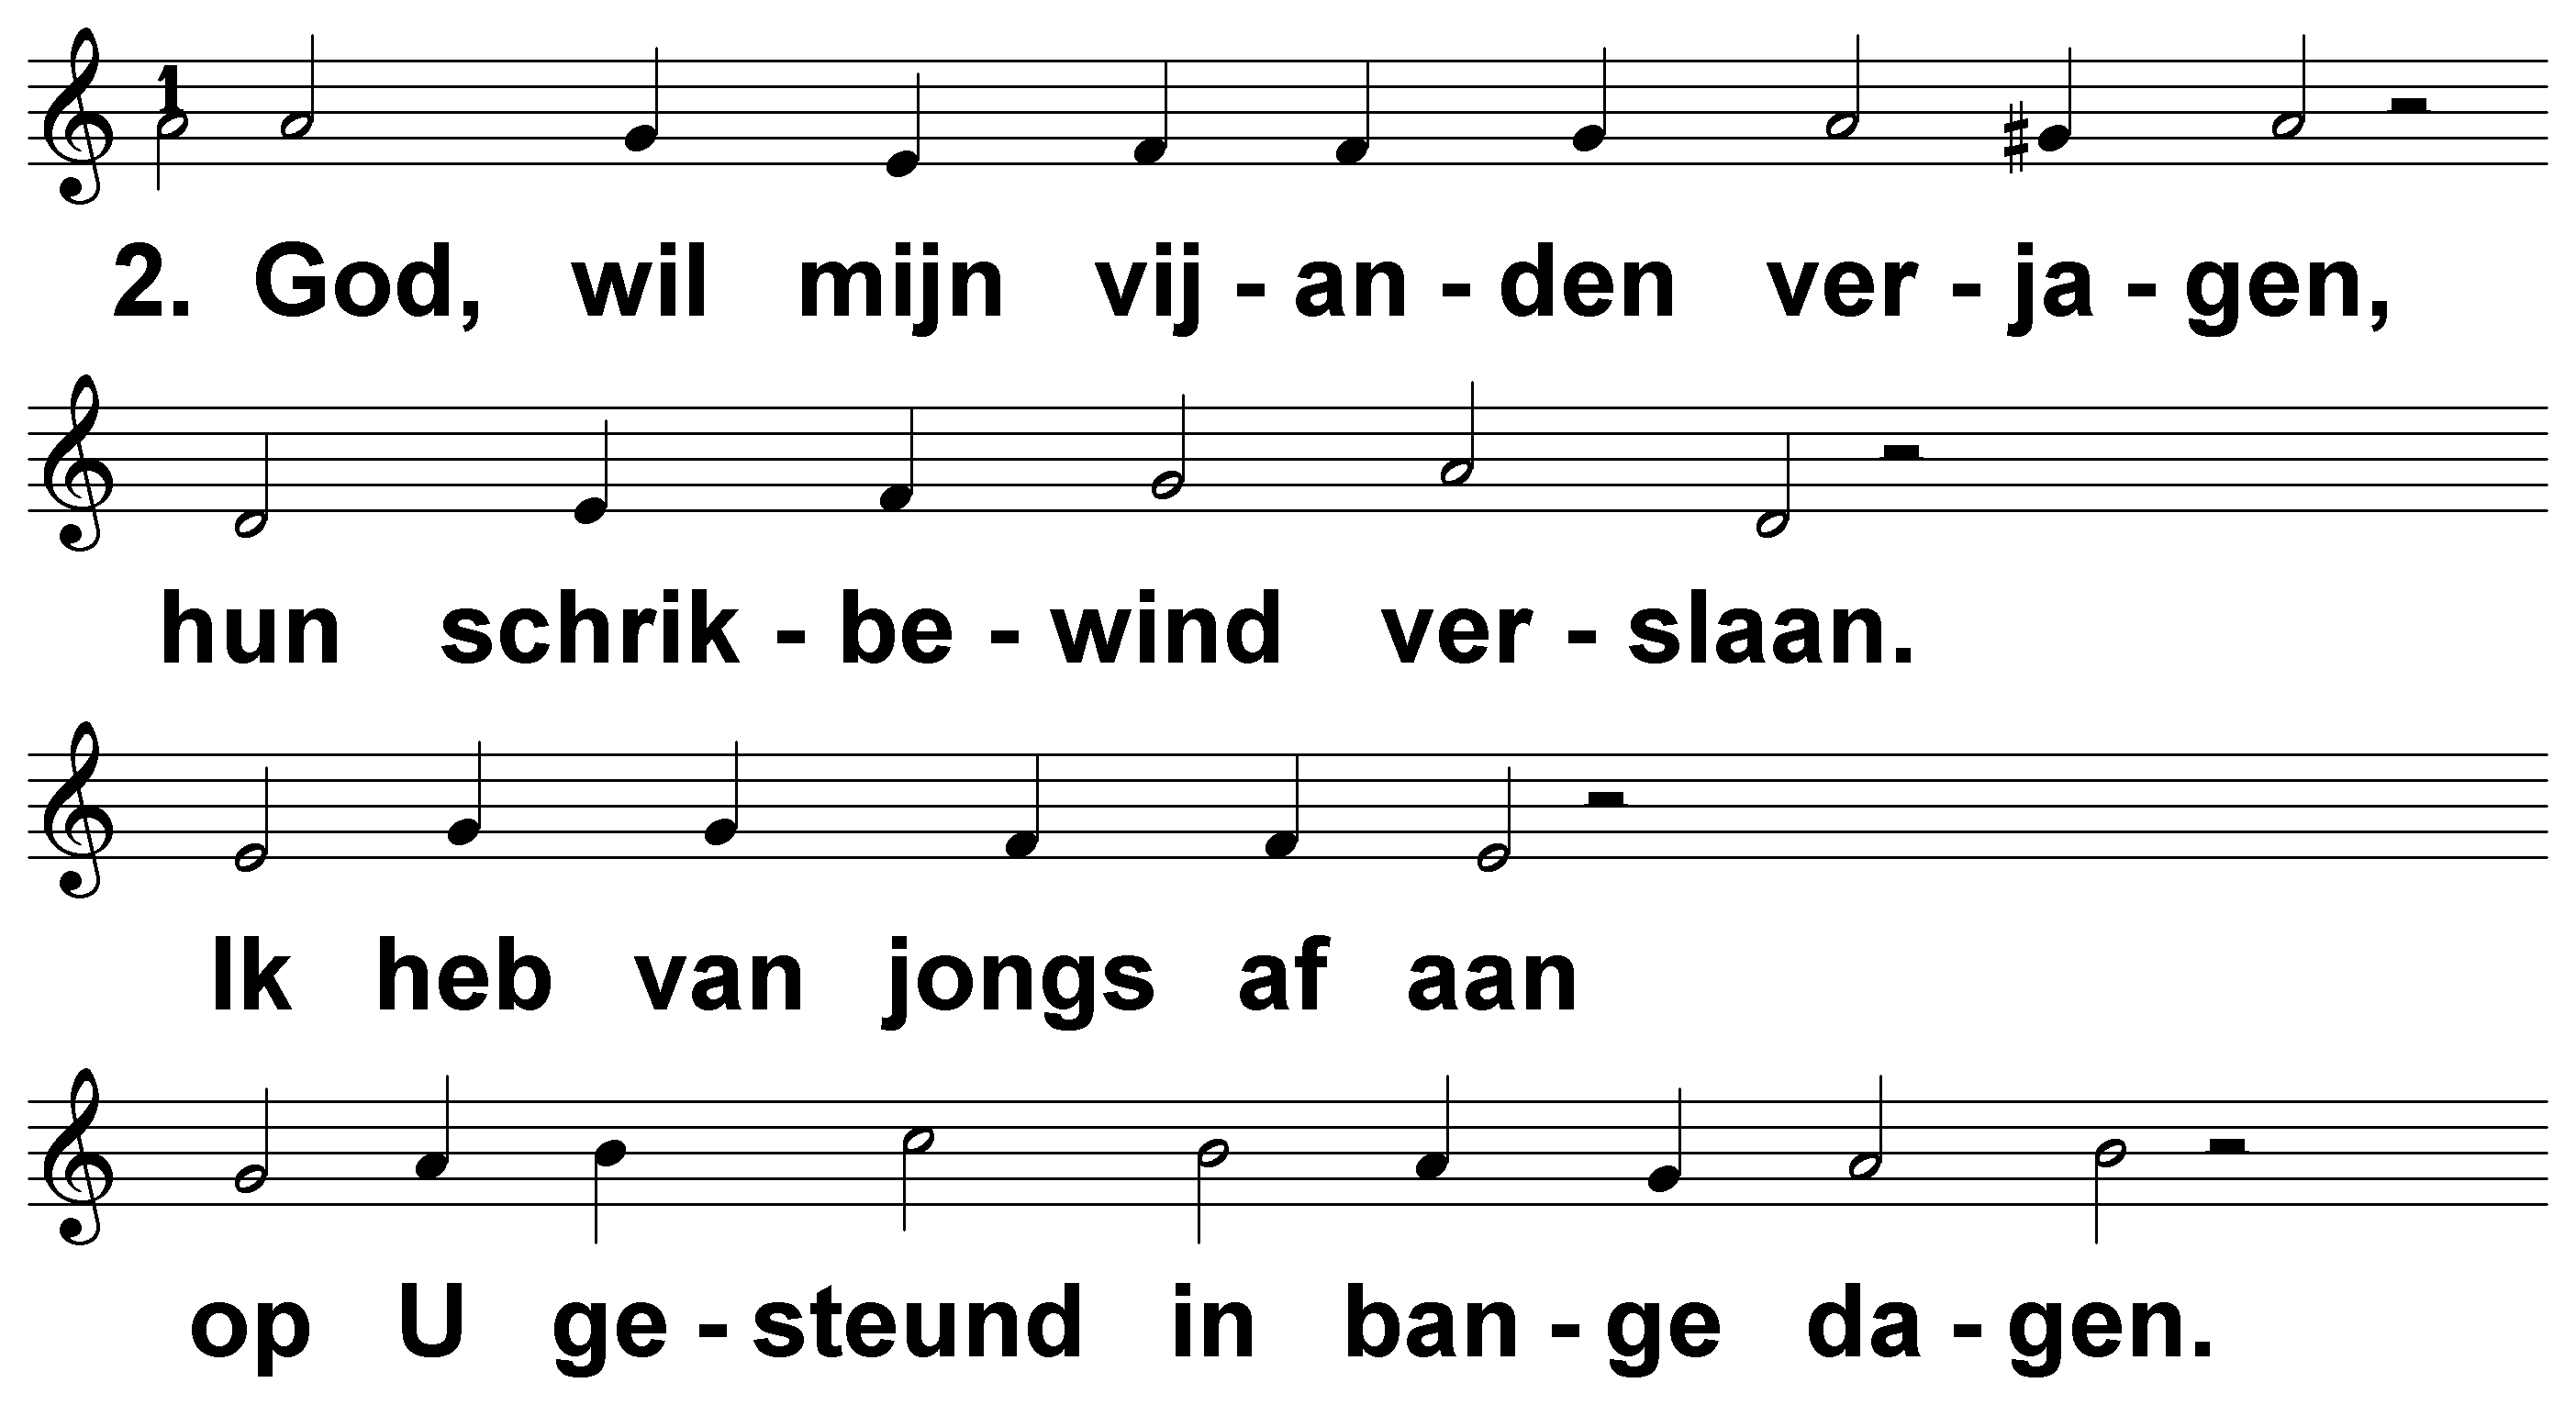 1
2. God, wil mijn vij - an - den ver - ja - gen,
hun schrik - be - wind ver - slaan.
Ik heb van jongs af aan
op U ge - steund in ban - ge da - gen.